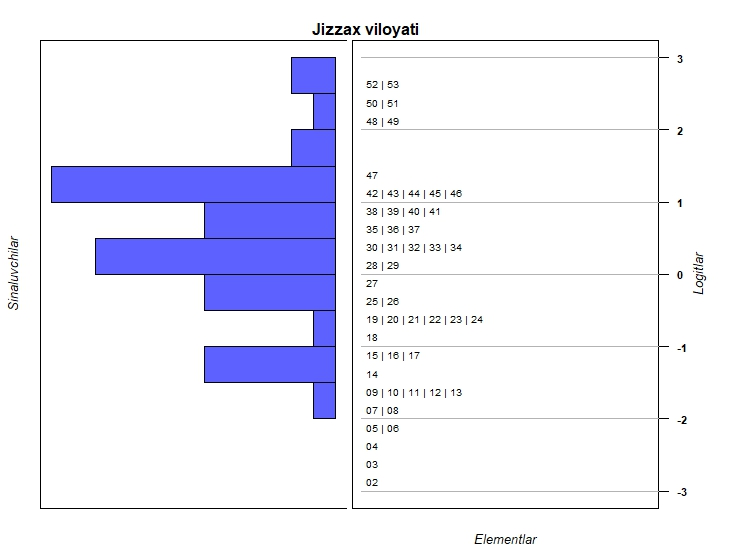 Jizzax viloyati
3
52 | 53
50 | 51
48 | 49
2
47
42 | 43 | 44 | 45 | 46
1
38 | 39 | 40 | 41
35 | 36 | 37
30 | 31 | 32 | 33 | 34
28 | 29
0
27
25 | 26
19 | 20 | 21 | 22 | 23 | 24
18
-1
15 | 16 | 17
14
09 | 10 | 11 | 12 | 13
07 | 08
-2
05 | 06
04
03
02
-3
Sinaluvchilar
Logitlar
Elementlar